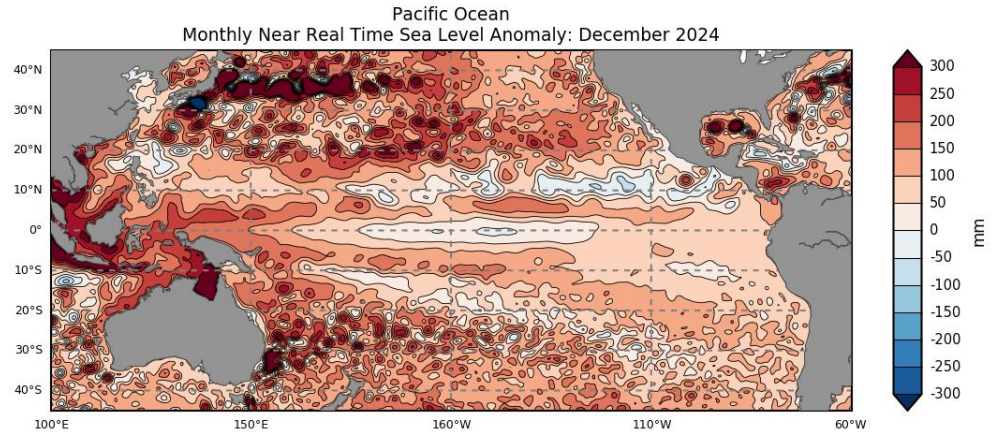 Pacific Ocean
Monthly Near Real Time Sea Level Anomaly: December 2024
40°N
30°N
20°N
10°N
0°
10°S
20°S
30°S
40°S
100°E
150°E
160°W
110°W
60°W
300
250
200
150
100
50
0
-50
-100
-150
-200
-250
-300
mm